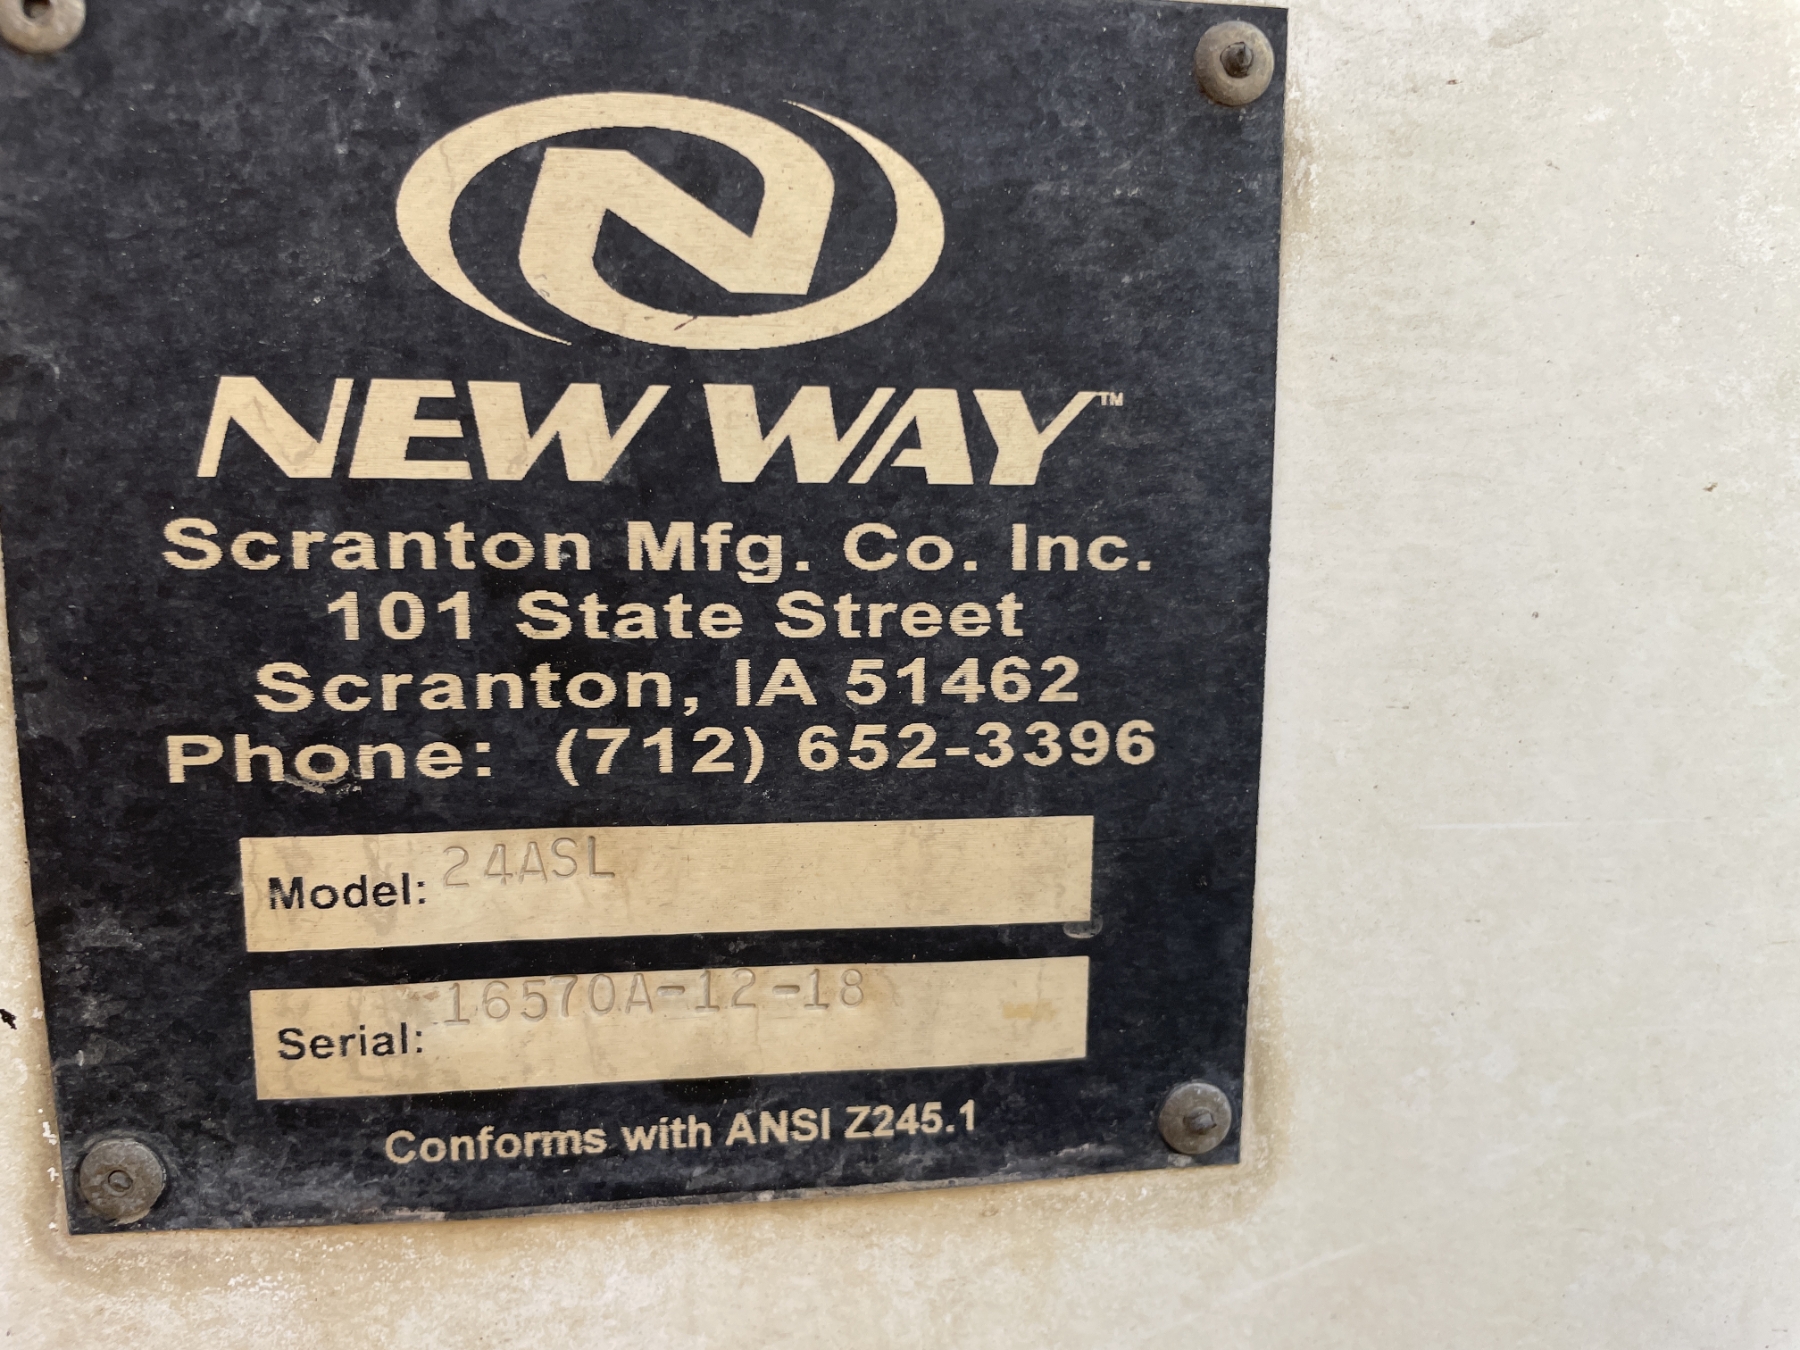 NEW WAY™
Scranton Mfg. Co. Inc.
101 State Street
Scranton, IA 51462
Phone: (712) 652-3396
Model: 24ASL
Serial: 16570A-12-18
Conforms with ANSI Z245.1